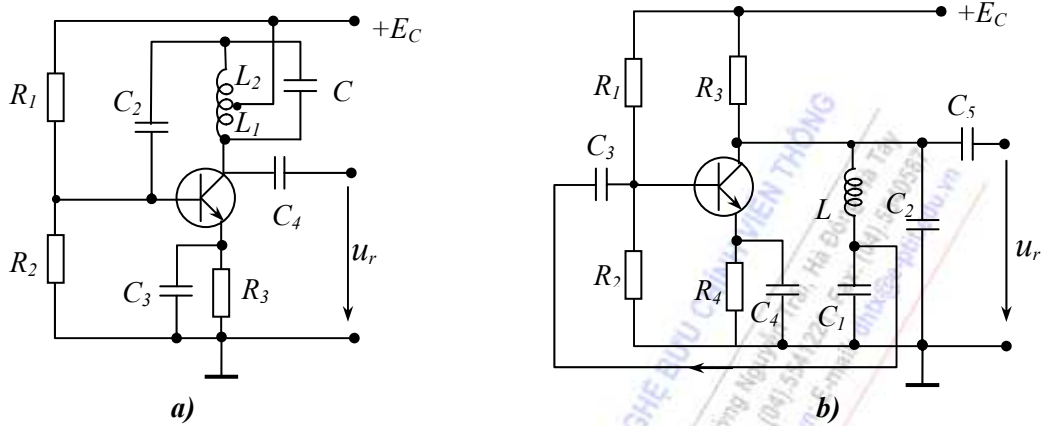 +E_C
R_1
C_2
L_2
L_1
C
C_4
R_2
C_3
R_3
u_r
a)
+E_C
R_1
R_3
C_5
C_3
L
C_2
R_2
R_4
C_4
C_1
u_r
b)